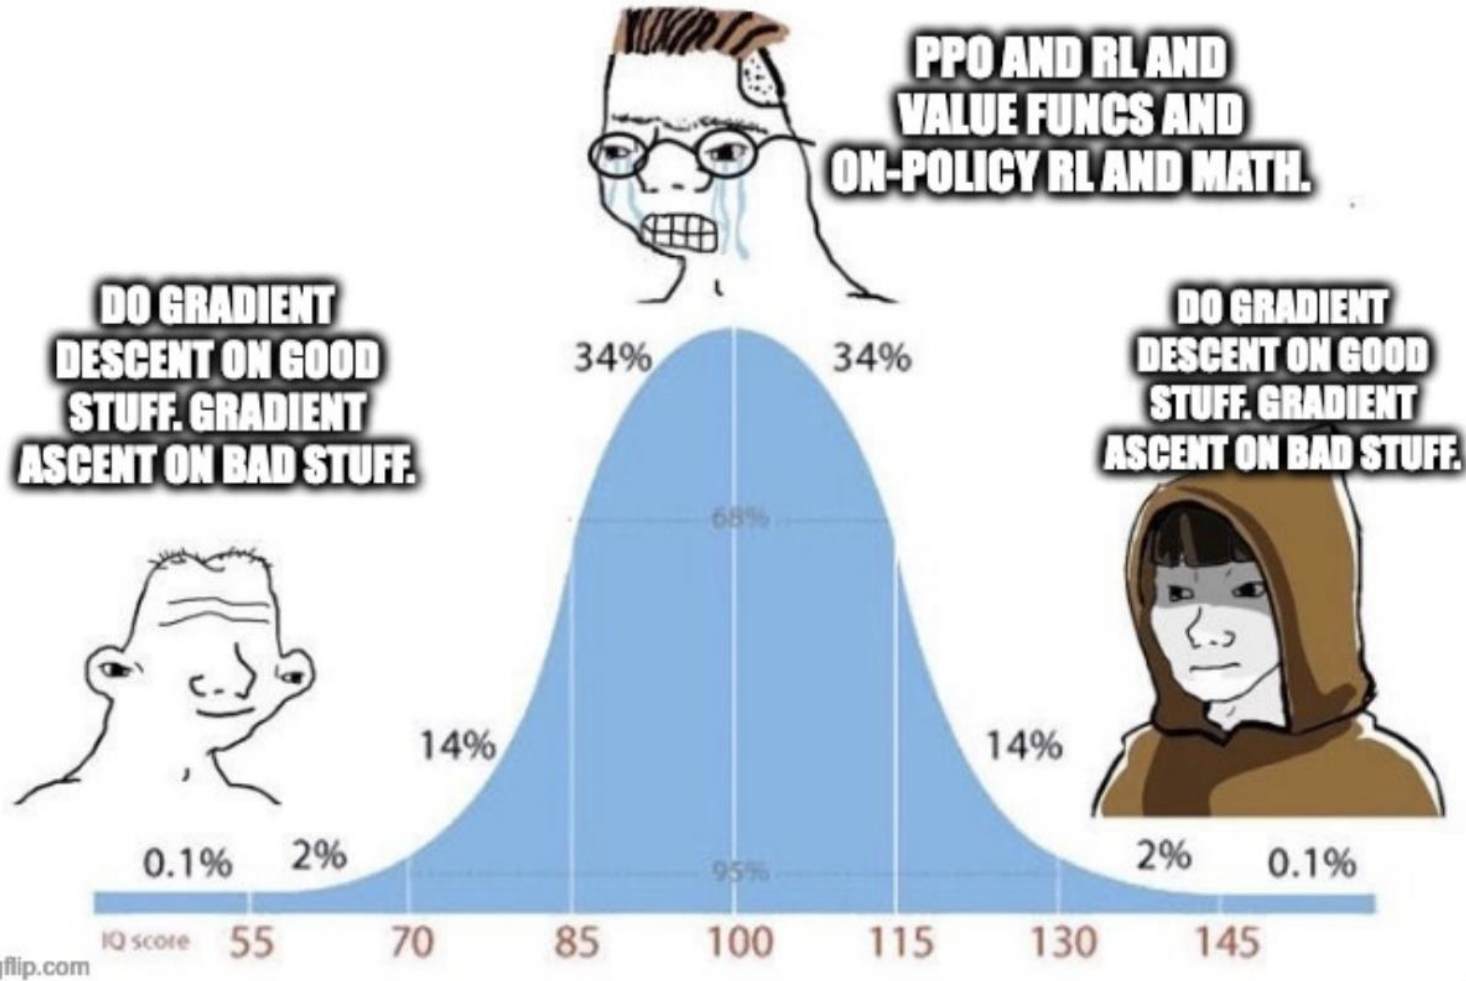 PPO AND RL AND
VALUE FUNCS AND
ON-POLICY RL AND MATH.
DO GRADIENT
DESCENT ON GOOD
STUFF. GRADIENT
ASCENT ON BAD STUFF.
DO GRADIENT
DESCENT ON GOOD
STUFF. GRADIENT
ASCENT ON BAD STUFF.
34% 34%
68%
14% 14%
0.1% 2% 95% 2% 0.1%
IQ score 55 70 85 100 115 130 145
gflip.com